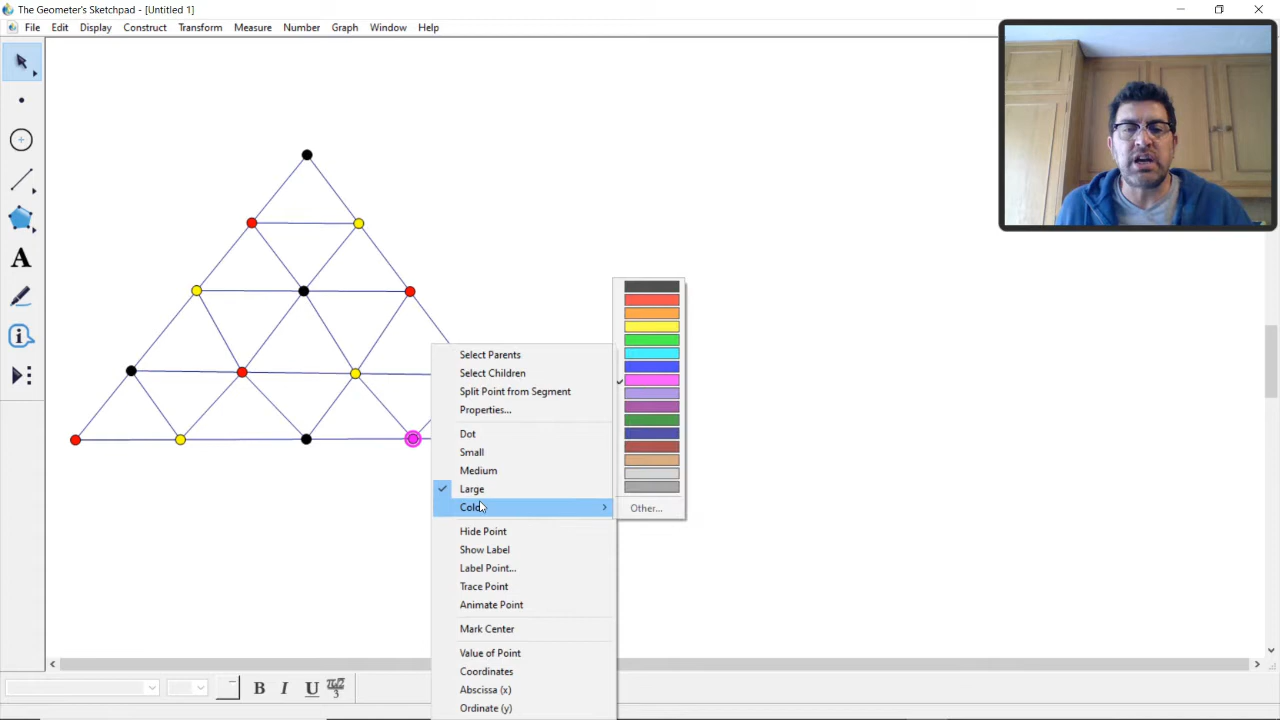 The Geometer's Sketchpad - [Untitled 1]
File Edit Display Construct Transform Measure Number Graph Window Help
A
Select Parents
Select Children
Split Point from Segment
Properties...
Dot
Small
Medium
Large
Other...
Hide Point
Show Label
Label Point...
Trace Point
Animate Point
Mark Center
Value of Point
Coordinates
Abscissa (x)
Ordinate (y)
B I U